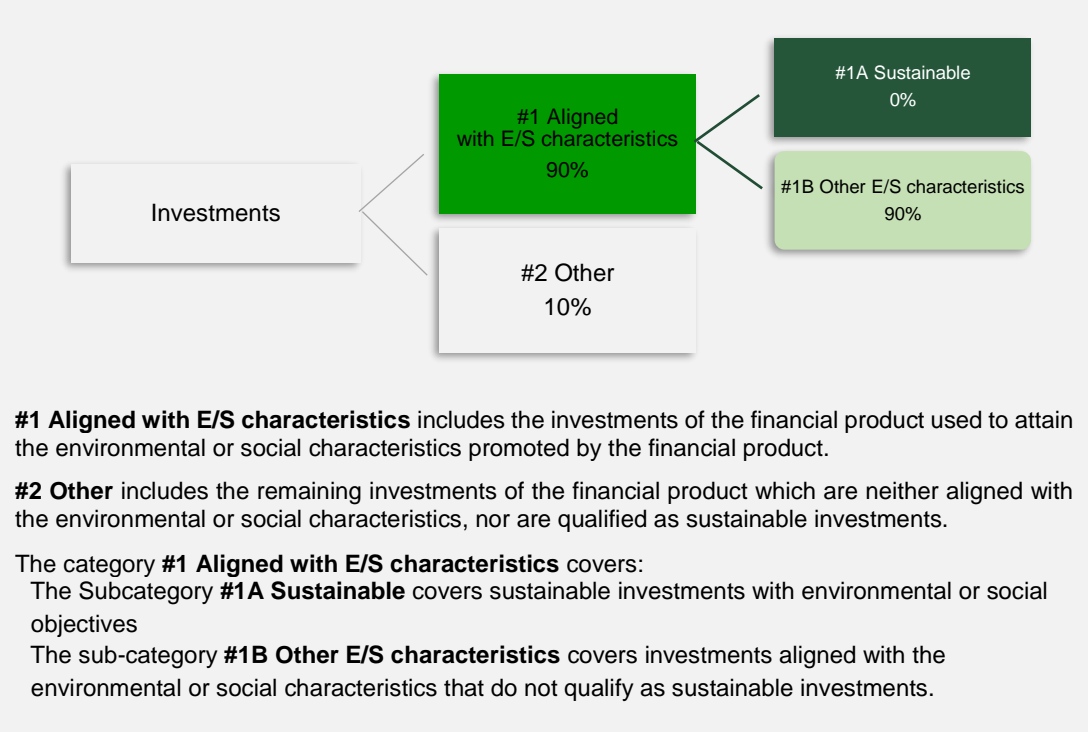 #1A Sustainable
0%
#1 Aligned
with E/S characteristics
90%
#1B Other E/S characteristics
90%
Investments
#2 Other
10%
#1 Aligned with E/S characteristics includes the investments of the financial product used to attain
the environmental or social characteristics promoted by the financial product.
#2 Other includes the remaining investments of the financial product which are neither aligned with
the environmental or social characteristics, nor are qualified as sustainable investments.
The category #1 Aligned with E/S characteristics covers:
The Subcategory #1A Sustainable covers sustainable investments with environmental or social
objectives
The sub-category #1B Other E/S characteristics covers investments aligned with the
environmental or social characteristics that do not qualify as sustainable investments.